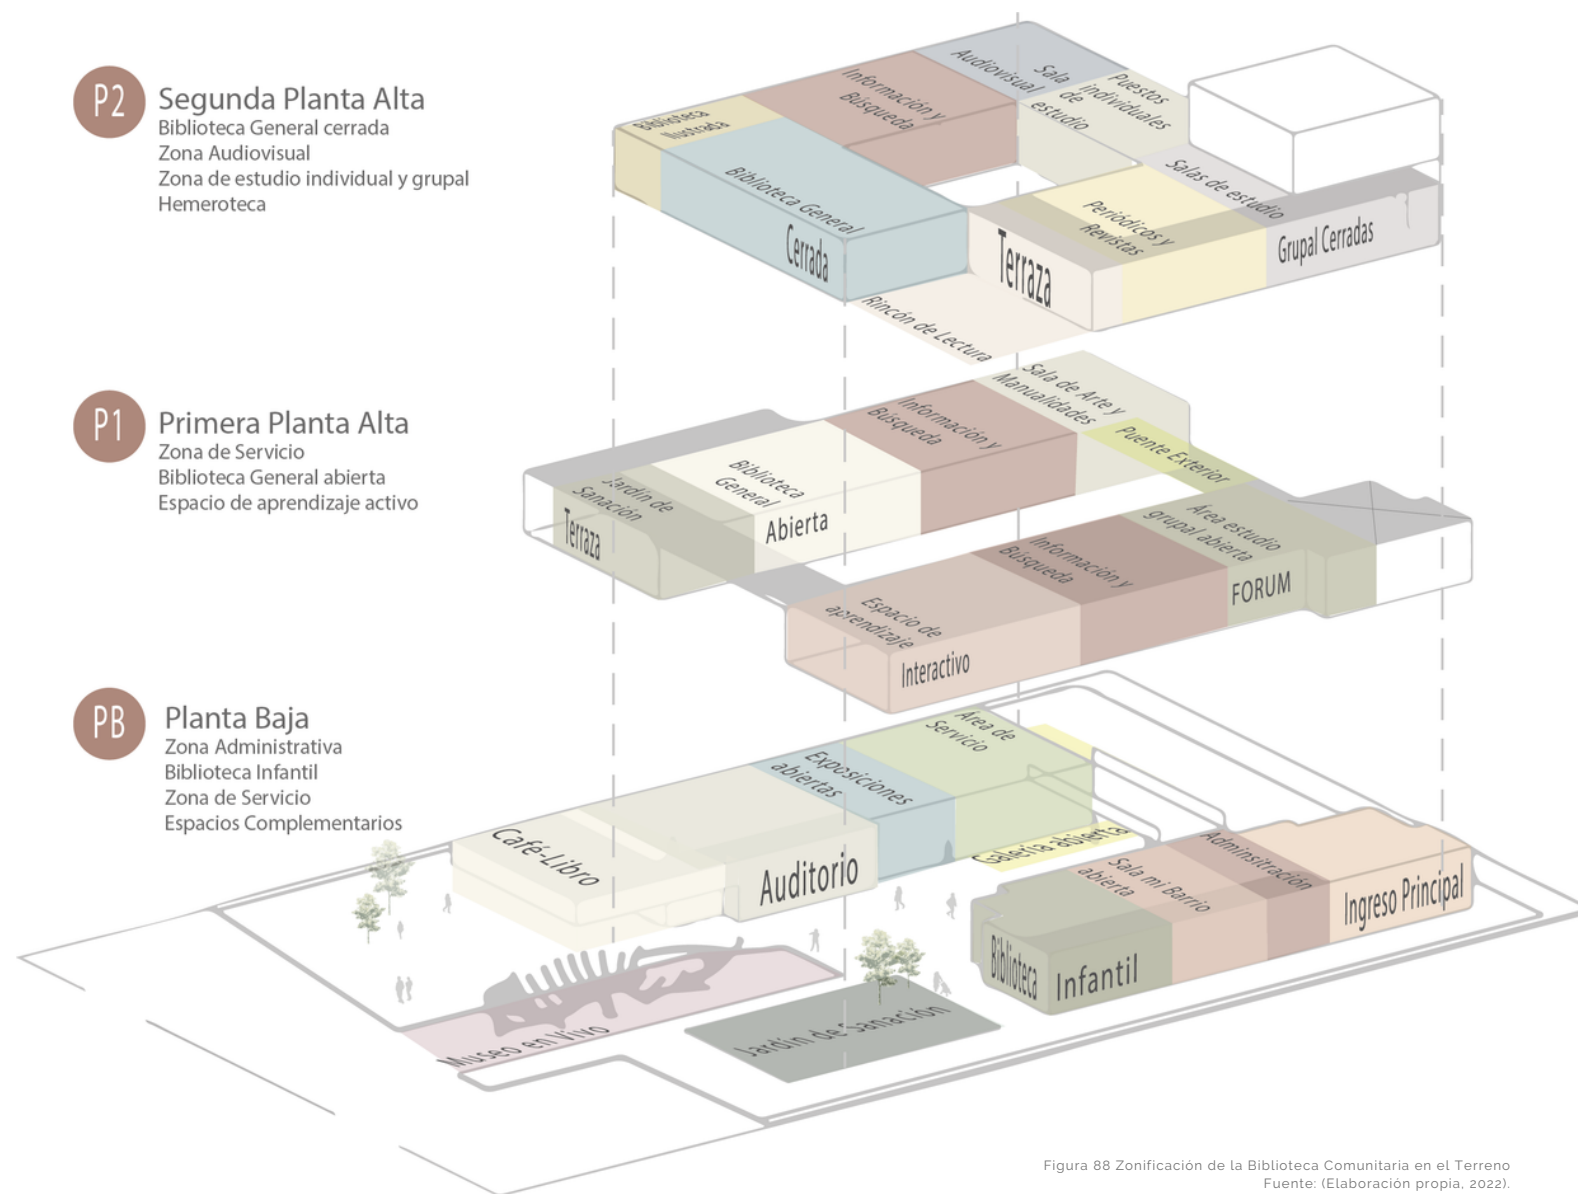 P2
Segunda Planta Alta
Biblioteca General cerrada
Zona Audiovisual
Zona de estudio individual y grupal
Hemeroteca
Biblioteca
Ilustrada
Información y
Búsqueda
Audiovisual
Sala
de
estudio
Puestos
individuales
Biblioteca General
Cerrada
Terraza
Periódicos y
Revistas
Salas de estudio
Grupal Cerradas
Rincón de Lectura
P1
Primera Planta Alta
Zona de Servicio
Biblioteca General abierta
Espacio de aprendizaje activo
Jardín de
Sanación
Terraza
Biblioteca
General
Abierta
Información y
Búsqueda
Sala de Arte y
Manualidades
Puente Exterior
Espacio de
aprendizaje
Interactivo
Información y
Búsqueda
Área estudio
grupal abierta
FORUM
PB
Planta Baja
Zona Administrativa
Biblioteca Infantil
Zona de Servicio
Espacios Complementarios
Café-Libro
Auditorio
Exposiciones
abiertas
Área de
Servicio
Galería abierta
Biblioteca
Infantil
Sala mi Barrio
abierta
Adminsitración
Ingreso Principal
Museo en Vivo
Jardín de Sanación
Figura 88 Zonificación de la Biblioteca Comunitaria en el Terreno
Fuente: (Elaboración propia, 2022).